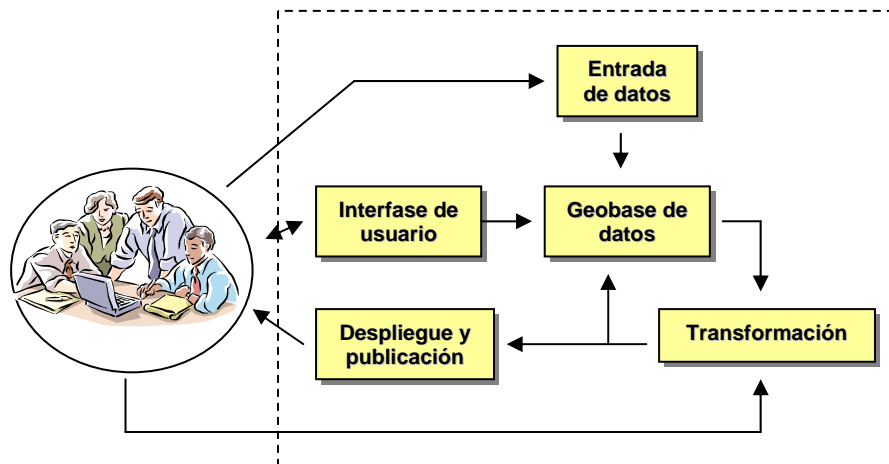 Entrada
de datos
Interfase de
usuario
Geobase de
datos
Despliegue y
publicación
Transformación